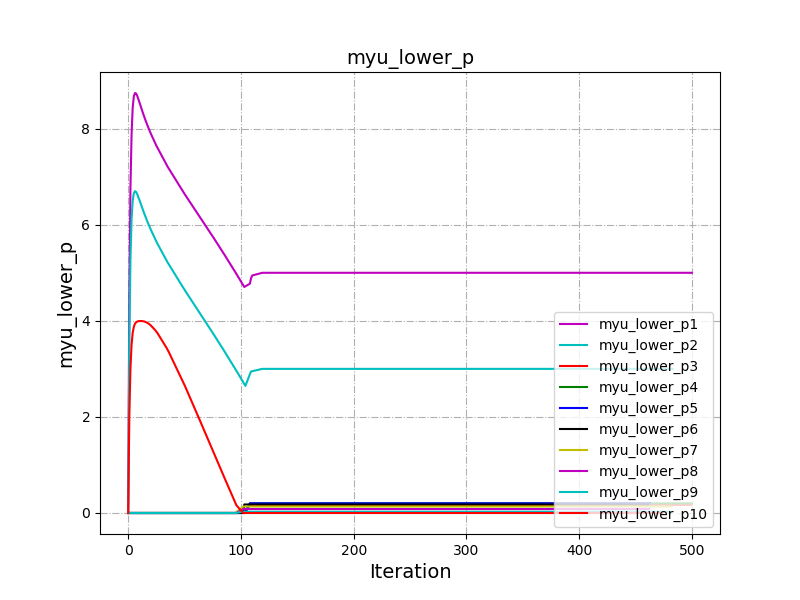 myu_lower_p
8
6
4
2
0
myu_lower_p
0
100
200
300
400
500
Iteration
myu_lower_p1
myu_lower_p2
myu_lower_p3
myu_lower_p4
myu_lower_p5
myu_lower_p6
myu_lower_p7
myu_lower_p8
myu_lower_p9
myu_lower_p10